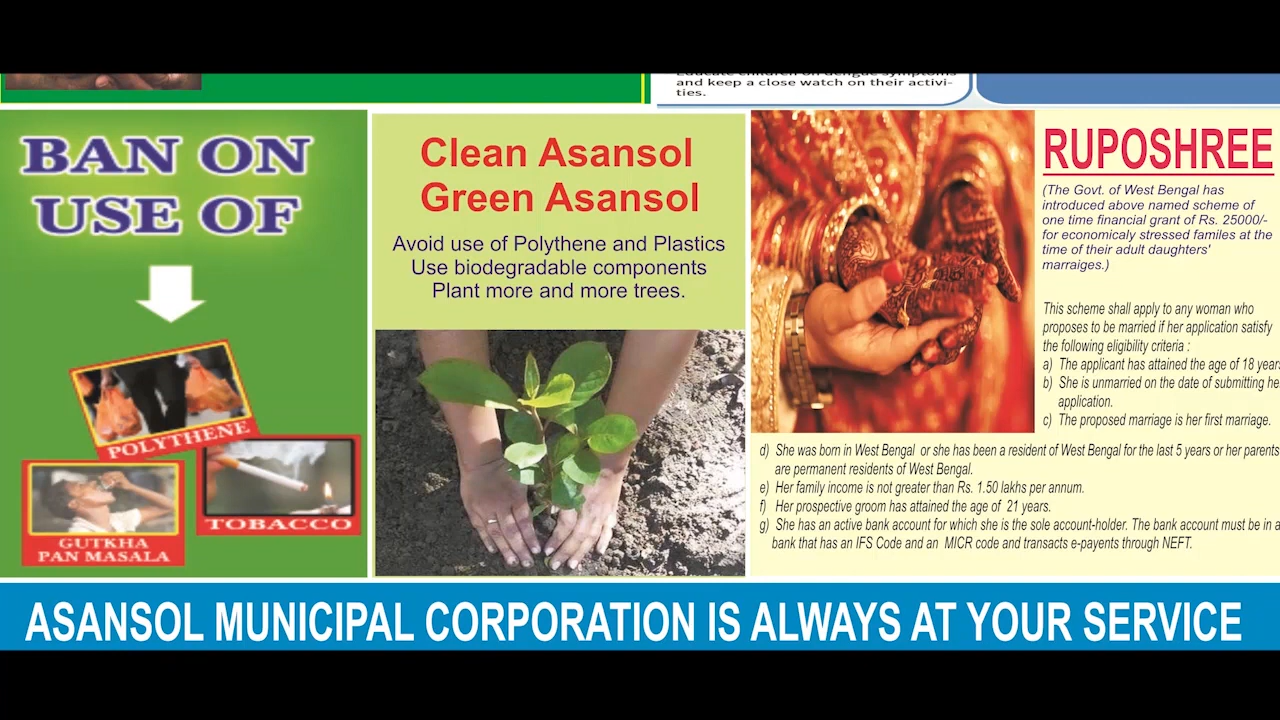 Educate children on dengue symptoms
and keep a close watch on their activi-
ties.
BAN ON
USE OF
POLYTHENE
TOBACCO
GUTKHA
PAN MASALA
Clean Asansol
Green Asansol
Avoid use of Polythene and Plastics
Use biodegradable components
Plant more and more trees.
RUPOSHREE
(The Govt. of West Bengal has
introduced above named scheme of
one time financial grant of Rs. 25000/-
for economicaly stressed familes at the
time of their adult daughters'
marraiges.)
This scheme shall apply to any woman who
proposes to be married if her application satisfy
the following eligibility criteria :
a) The applicant has attained the age of 18 years
b) She is unmarried on the date of submitting he
application.
c) The proposed marriage is her first marriage.
d) She was born in West Bengal or she has been a resident of West Bengal for the last 5 years or her parents
are permanent residents of West Bengal.
e) Her family income is not greater than Rs. 1.50 lakhs per annum.
f) Her prospective groom has attained the age of 21 years.
g) She has an active bank account for which she is the sole account-holder. The bank account must be in a
bank that has an IFS Code and an MICR code and transacts e-payents through NEFT.
ASANSOL MUNICIPAL CORPORATION IS ALWAYS AT YOUR SERVICE